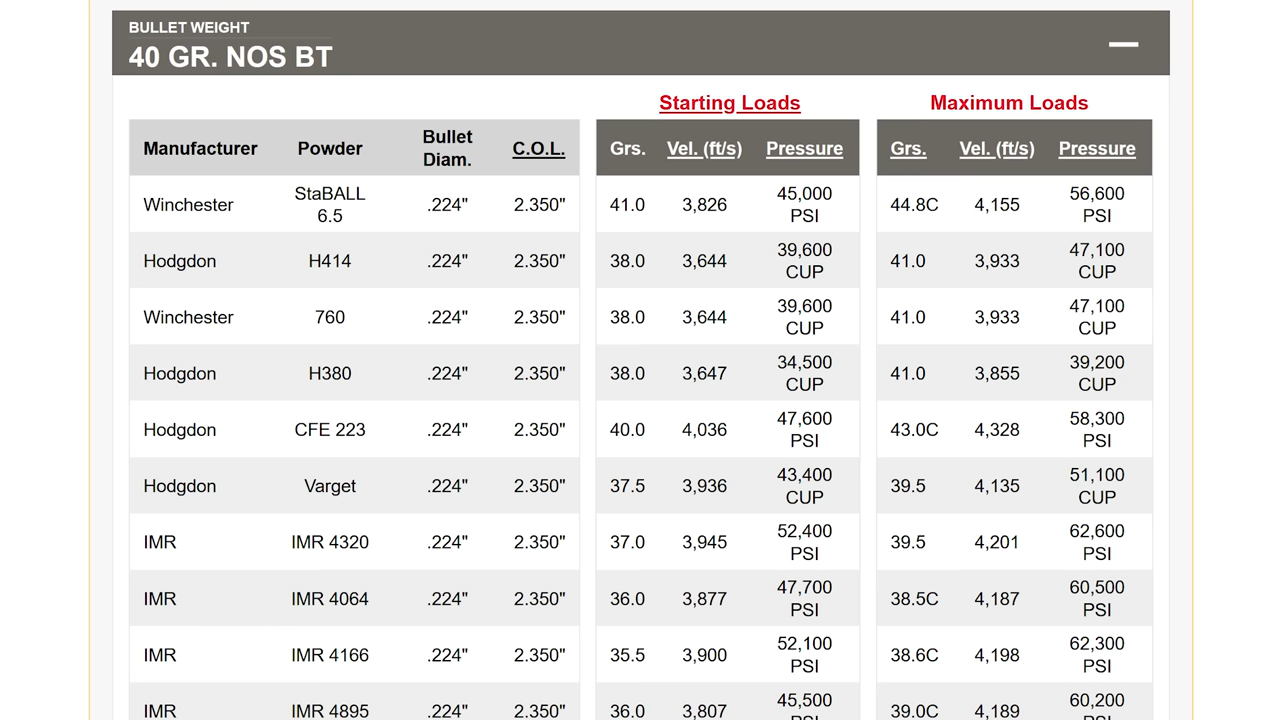 BULLET WEIGHT
40 GR. NOS BT
Starting Loads Maximum Loads
Manufacturer Powder Bullet Diam. C.O.L. Grs. Vel. (ft/s) Pressure Grs. Vel. (ft/s) Pressure
Winchester StaBALL 6.5 .224" 2.350" 41.0 3,826 45,000 PSI 44.8C 4,155 56,600 PSI
Hodgdon H414 .224" 2.350" 38.0 3,644 39,600 CUP 41.0 3,933 47,100 CUP
Winchester 760 .224" 2.350" 38.0 3,644 39,600 CUP 41.0 3,933 47,100 CUP
Hodgdon H380 .224" 2.350" 38.0 3,647 34,500 CUP 41.0 3,855 39,200 CUP
Hodgdon CFE 223 .224" 2.350" 40.0 4,036 47,600 PSI 43.0C 4,328 58,300 PSI
Hodgdon Varget .224" 2.350" 37.5 3,936 43,400 CUP 39.5 4,135 51,100 CUP
IMR IMR 4320 .224" 2.350" 37.0 3,945 52,400 PSI 39.5 4,201 62,600 PSI
IMR IMR 4064 .224" 2.350" 36.0 3,877 47,700 PSI 38.5C 4,187 60,500 PSI
IMR IMR 4166 .224" 2.350" 35.5 3,900 52,100 PSI 38.6C 4,198 62,300 PSI
IMR IMR 4895 .224" 2.350" 36.0 3,807 45,500 PSI 39.0C 4,189 60,200 PSI